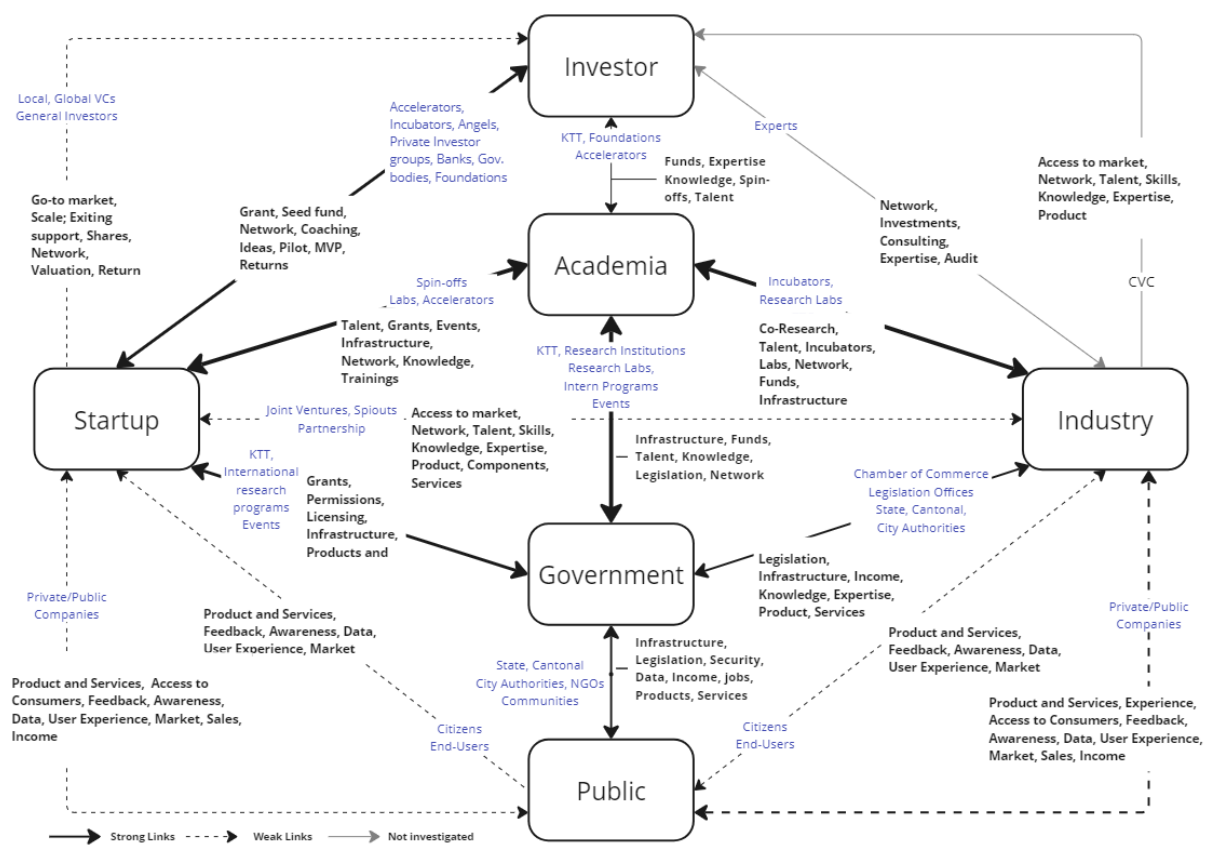 Investor
Local, Global VCs
General Investors
Accelerators,
Incubators, Angels,
Private Investor
groups, Banks, Gov.
bodies, Foundations
KTT, Foundations
Accelerators
Experts
Funds, Expertise
Knowledge, Spin-
offs, Talent
Access to market,
Network, Talent, Skills,
Knowledge, Expertise,
Product
Go-to market,
Scale; Exiting
support, Shares,
Network,
Valuation, Return
Grant, Seed fund,
Network, Coaching,
Ideas, Pilot, MVP,
Returns
Network,
Investments,
Consulting,
Expertise, Audit
Academia
CVC
Spin-offs
Labs, Accelerators
Incubators,
Research Labs
Talent, Grants, Events,
Infrastructure,
Network, Knowledge,
Trainings
KTT, Research Institutions
Research Labs,
Intern Programs
Events
Co-Research,
Talent, Incubators,
Labs, Network,
Funds,
Infrastructure
Startup
Joint Ventures, Spiouts
Partnership
Access to market,
Network, Talent, Skills,
Knowledge, Expertise,
Product, Components,
Services
Industry
KTT,
International
research
programs
Events
Grants,
Permissions,
Licensing,
Infrastructure,
Products and
Infrastructure, Funds,
Talent, Knowledge,
Legislation, Network
Chamber of Commerce
Legislation Offices
State, Cantonal,
City Authorities
Government
Legislation,
Infrastructure, Income,
Knowledge, Expertise,
Product, Services
Private/Public
Companies
Product and Services,
Feedback, Awareness, Data,
User Experience, Market
Infrastructure,
Legislation, Security,
Data, Income, jobs,
Products, Services
Product and Services,
Feedback, Awareness, Data,
User Experience, Market
Private/Public
Companies
State, Cantonal
City Authorities, NGOs
Communities
Product and Services, Access to
Consumers, Feedback, Awareness,
Data, User Experience, Market, Sales,
Income
Citizens
End-Users
Citizens
End-Users
Product and Services, Experience,
Access to Consumers, Feedback,
Awareness, Data, User Experience,
Market, Sales, Income
Public
Strong Links
Weak Links
Not investigated